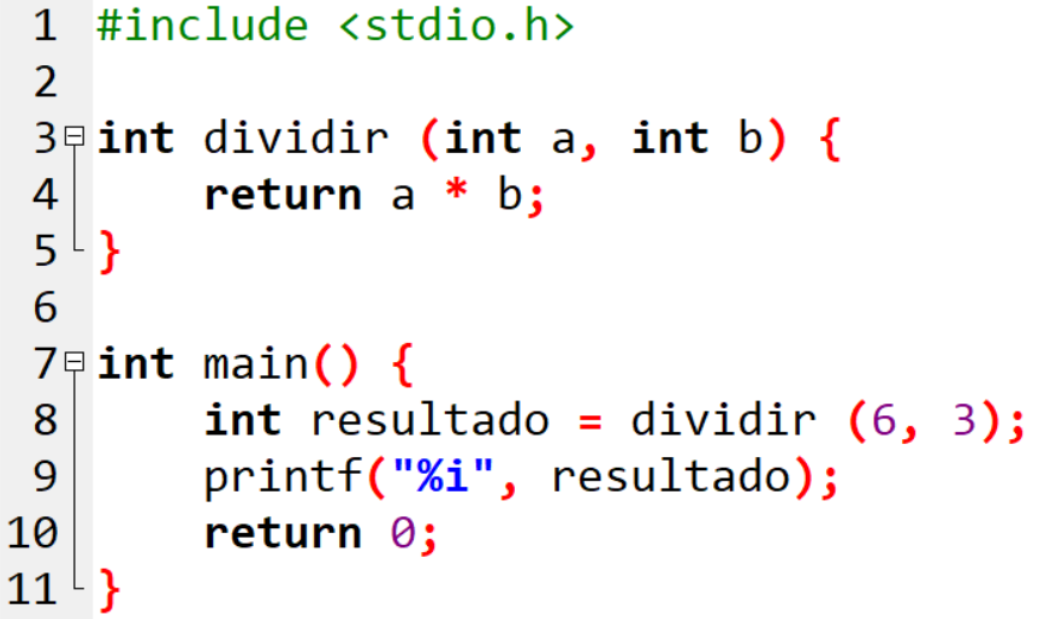 1 #include <stdio.h>
2
3 int dividir (int a, int b) {
4     return a * b;
5 }
6
7 int main() {
8     int resultado = dividir (6, 3);
9     printf("%i", resultado);
10     return 0;
11 }